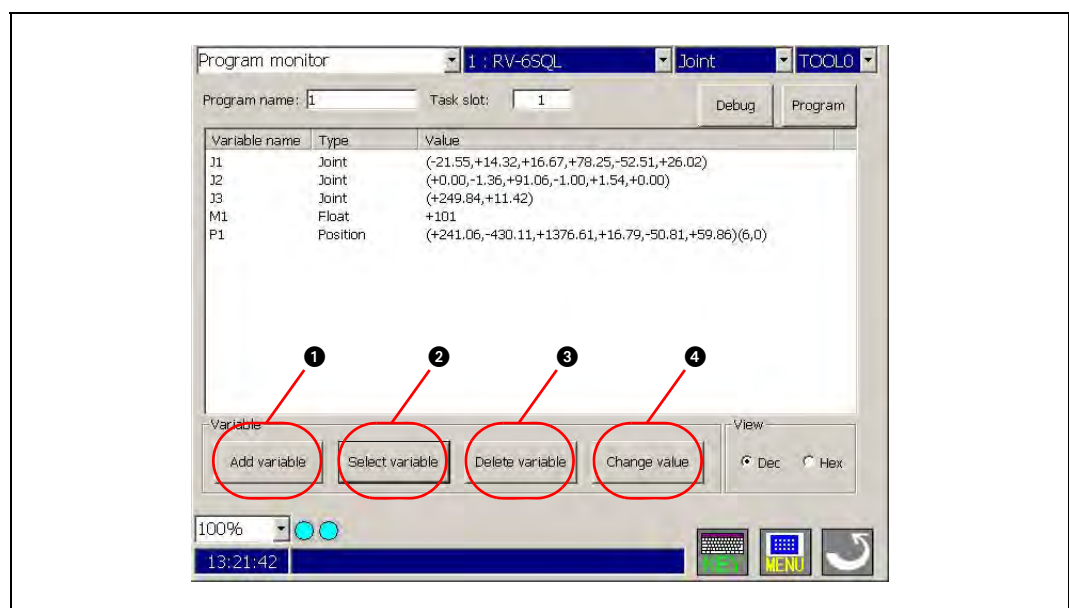 Program monitor 1 : RV-6SQL Joint TOOL0
Program name: 1 Task slot: 1 Debug Program
Variable name Type Value
J1 Joint (-21.55,+14.32,+16.67,+78.25,-52.51,+26.02)
J2 Joint (+0.00,-1.36,+91.06,-1.00,+1.54,+0.00)
J3 Joint (+249.84,+11.42)
M1 Float +101
P1 Position (+241.06,-430.11,+1376.61,+16.79,-50.81,+59.86)(6,0)
❶ ❷ ❸ ❹
Variable View
Add variable Select variable Delete variable Change value Dec Hex
100%
13:21:42 KEY MENU